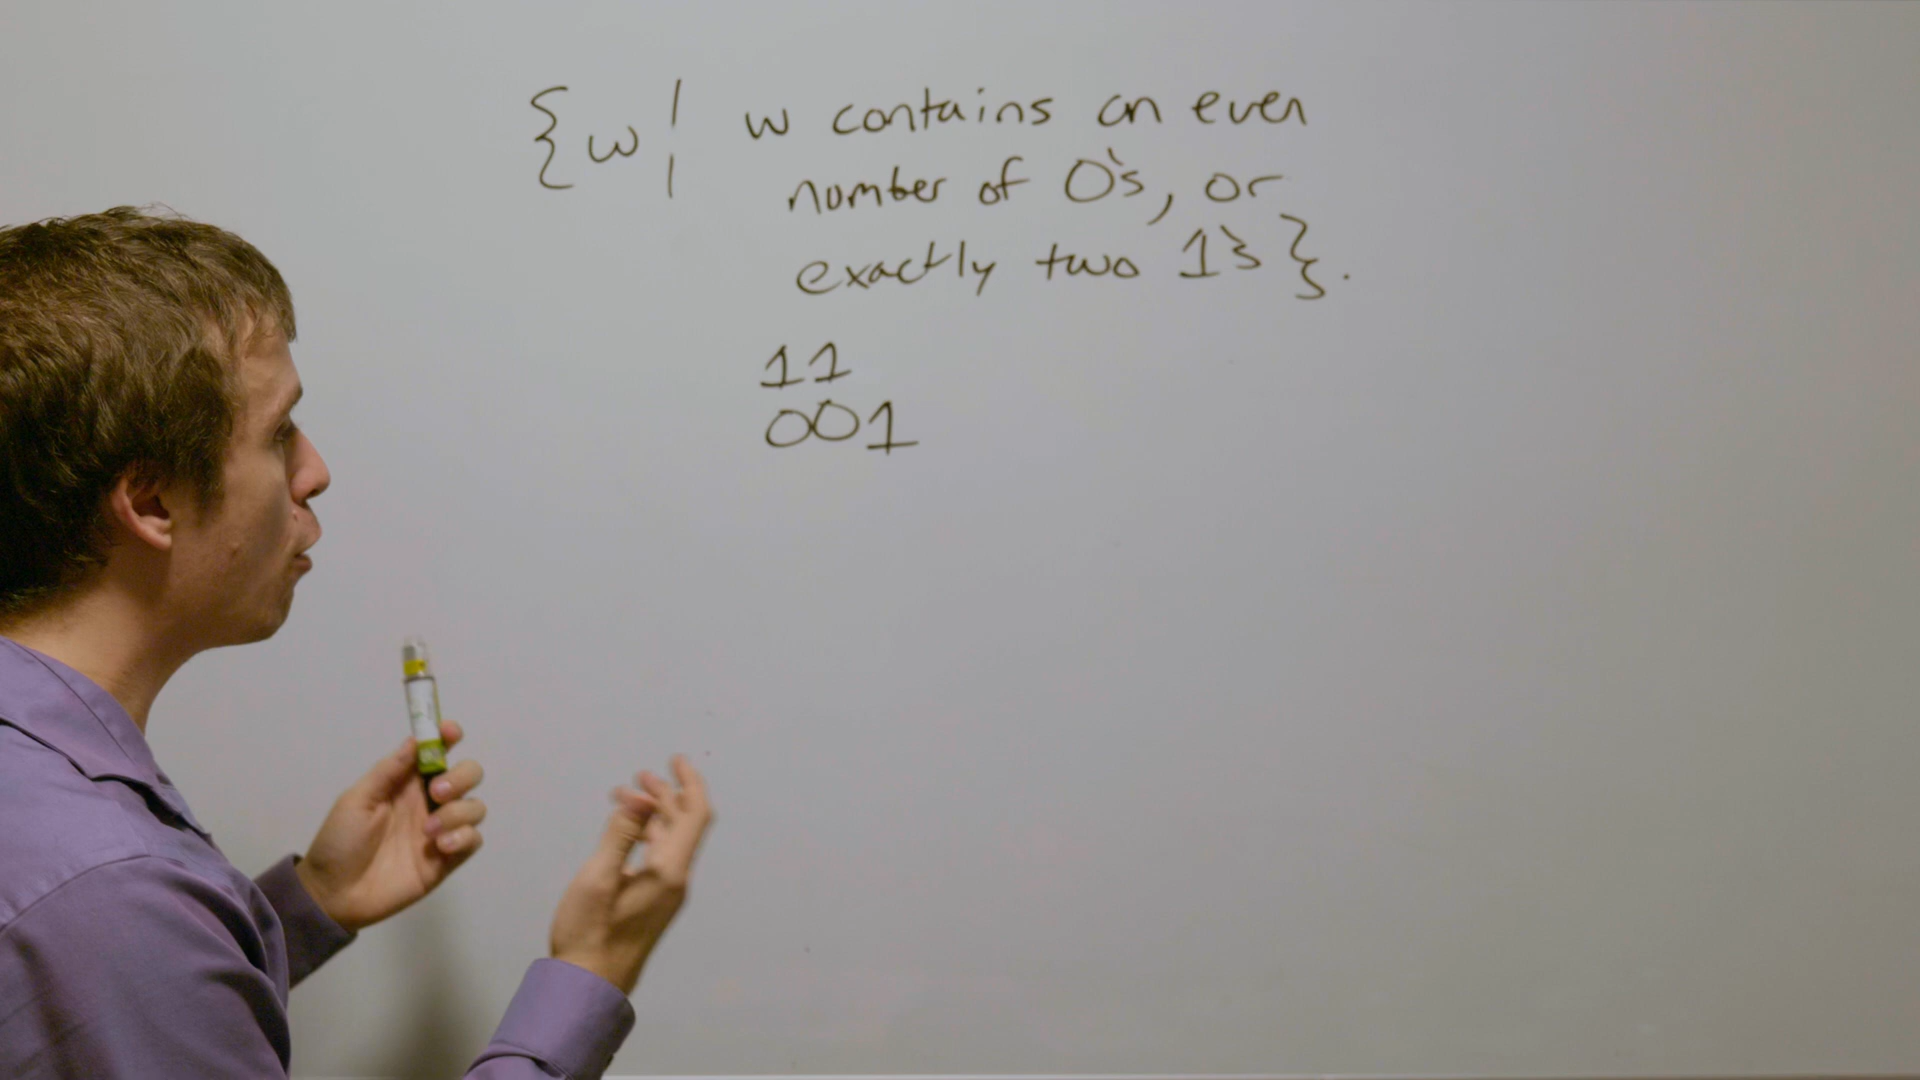 {w | w contains an even
number of 0's, or
exactly two 1's}.
11
001